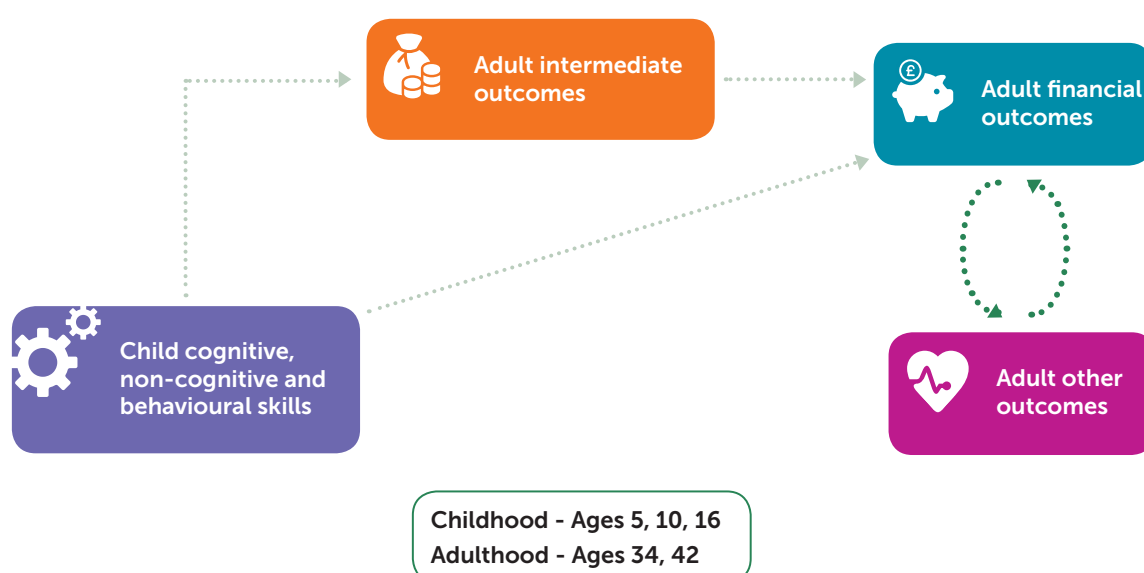 Adult intermediate
outcomes
£
Adult financial
outcomes
Child cognitive,
non-cognitive and
behavioural skills
Adult other
outcomes
Childhood - Ages 5, 10, 16
Adulthood - Ages 34, 42